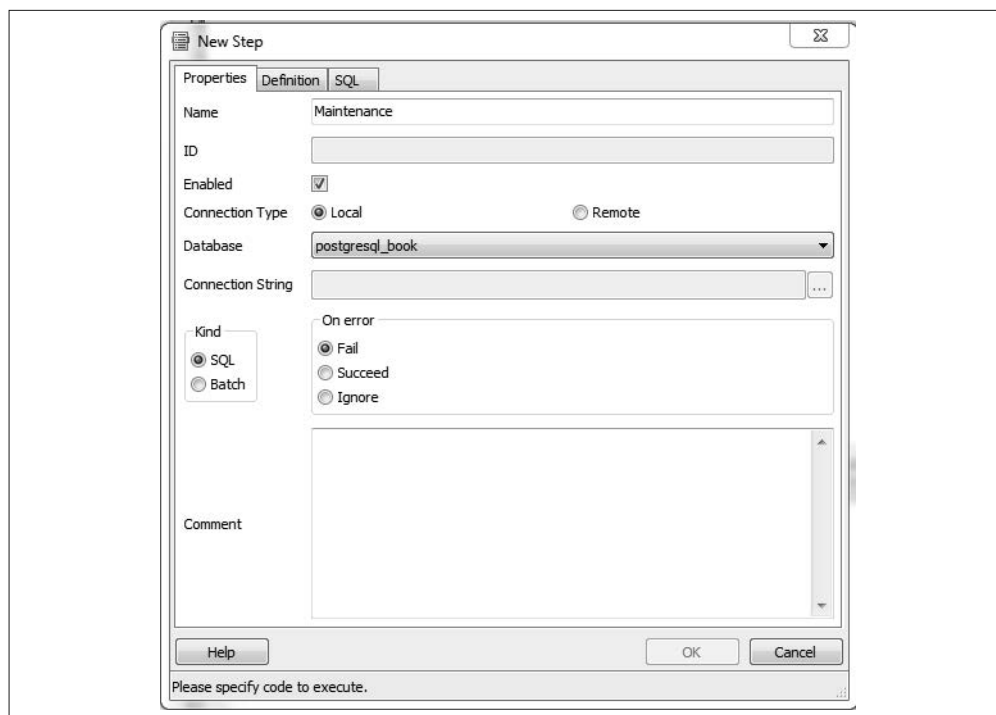 New Step
Properties Definition SQL
Name Maintenance
ID
Enabled
Connection Type Local Remote
Database postgresql_book
Connection String ...
Kind
On error
SQL
Batch
Fail
Succeed
Ignore
Comment
Help OK Cancel
Please specify code to execute.